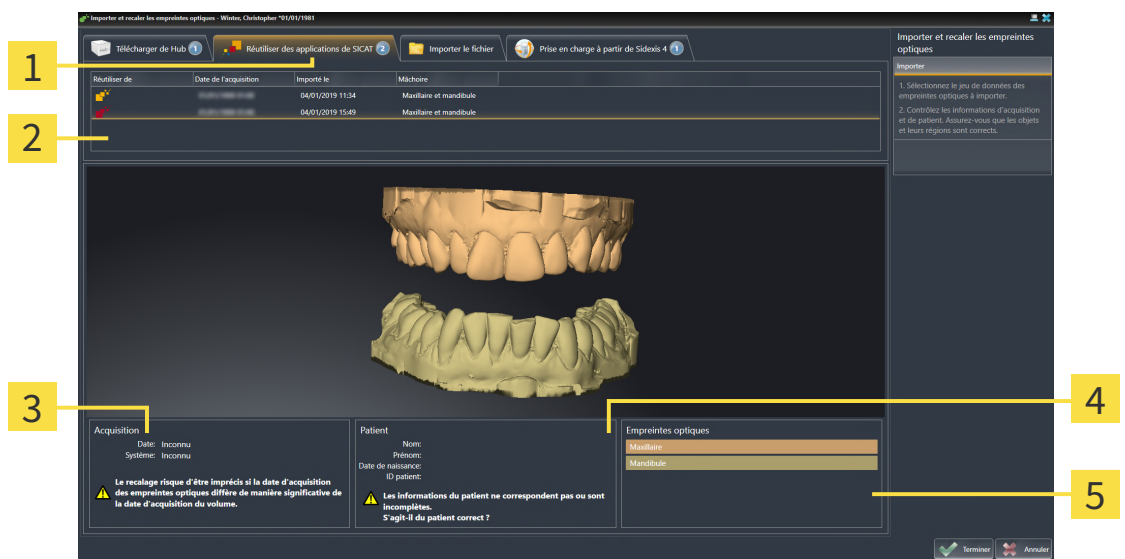 Importer et recaler les empreintes optiques - Winter, Christopher *01/01/1981
Télécharger de Hub 1
Réutiliser des applications de SICAT 2
Importer le fichier
Prise en charge à partir de Sidexis 4 1
Importer et recaler les empreintes
optiques
Importer
1. Sélectionnez le jeu de données des
empreintes optiques à importer.
2. Contrôlez les informations d'acquisition
et de patient. Assurez-vous que les objets
et leurs régions sont corrects.
1
Réutiliser de Date de l'acquisition Importé le Mâchoire
04/01/2019 11:34 Maxillaire et mandibule
04/01/2019 15:49 Maxillaire et mandibule
2
3
4
5
Acquisition
Date: Inconnu
Système: Inconnu
Le recalage risque d'être imprécis si la date d'acquisition
des empreintes optiques diffère de manière significative de
la date d'acquisition du volume.
Patient
Nom:
Prénom:
Date de naissance:
ID patient:
Les informations du patient ne correspondent pas ou sont
incomplètes.
S'agit-il du patient correct ?
Empreintes optiques
Maxillaire
Mandibule
Terminer
Annuler